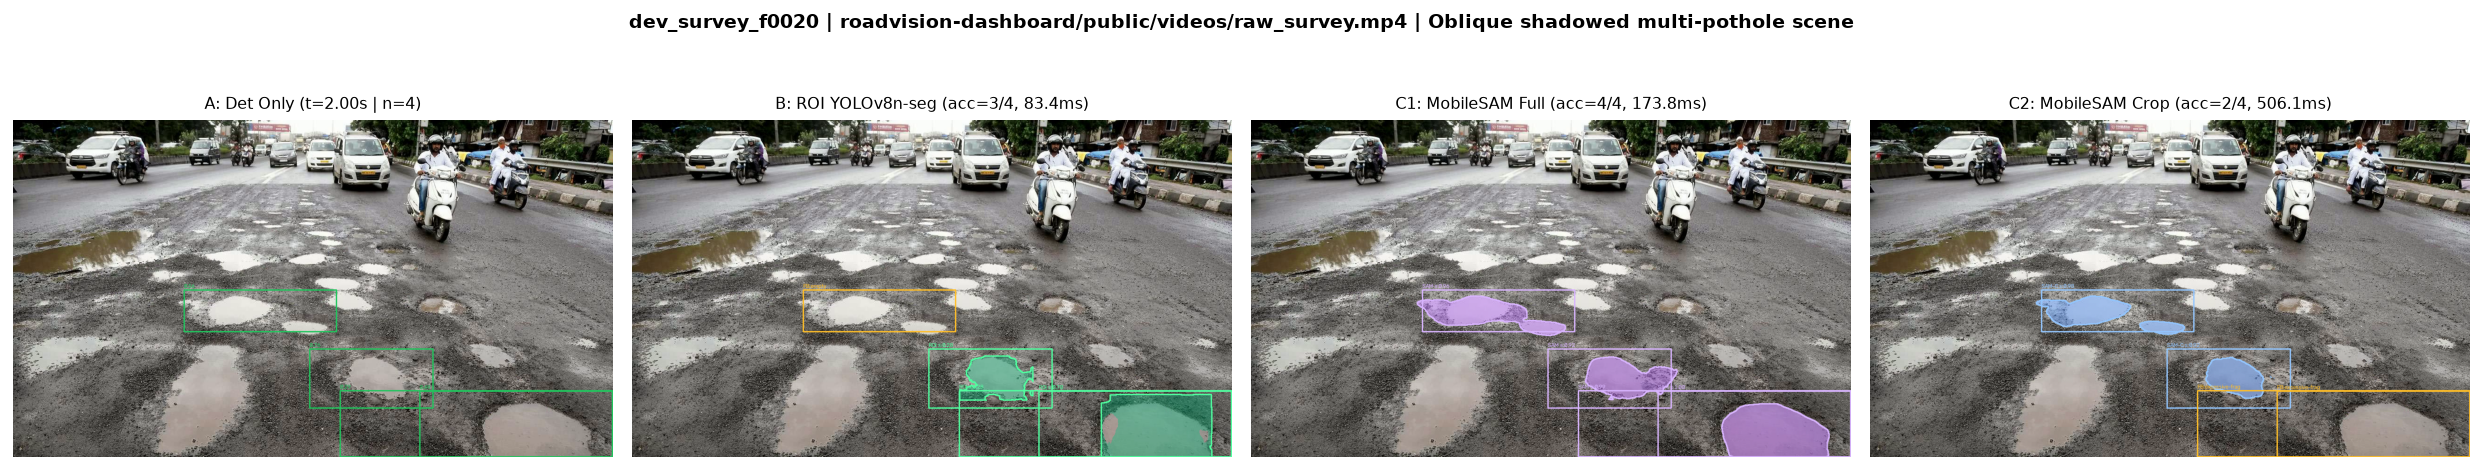 dev_survey_f0020 | roadvision-dashboard/public/videos/raw_survey.mp4 | Oblique shadowed multi-pothole scene
A: Det Only (t=2.00s | n=4)
B: ROI YOLOv8n-seg (acc=3/4, 83.4ms)
C1: MobileSAM Full (acc=4/4, 173.8ms)
C2: MobileSAM Crop (acc=2/4, 506.1ms)